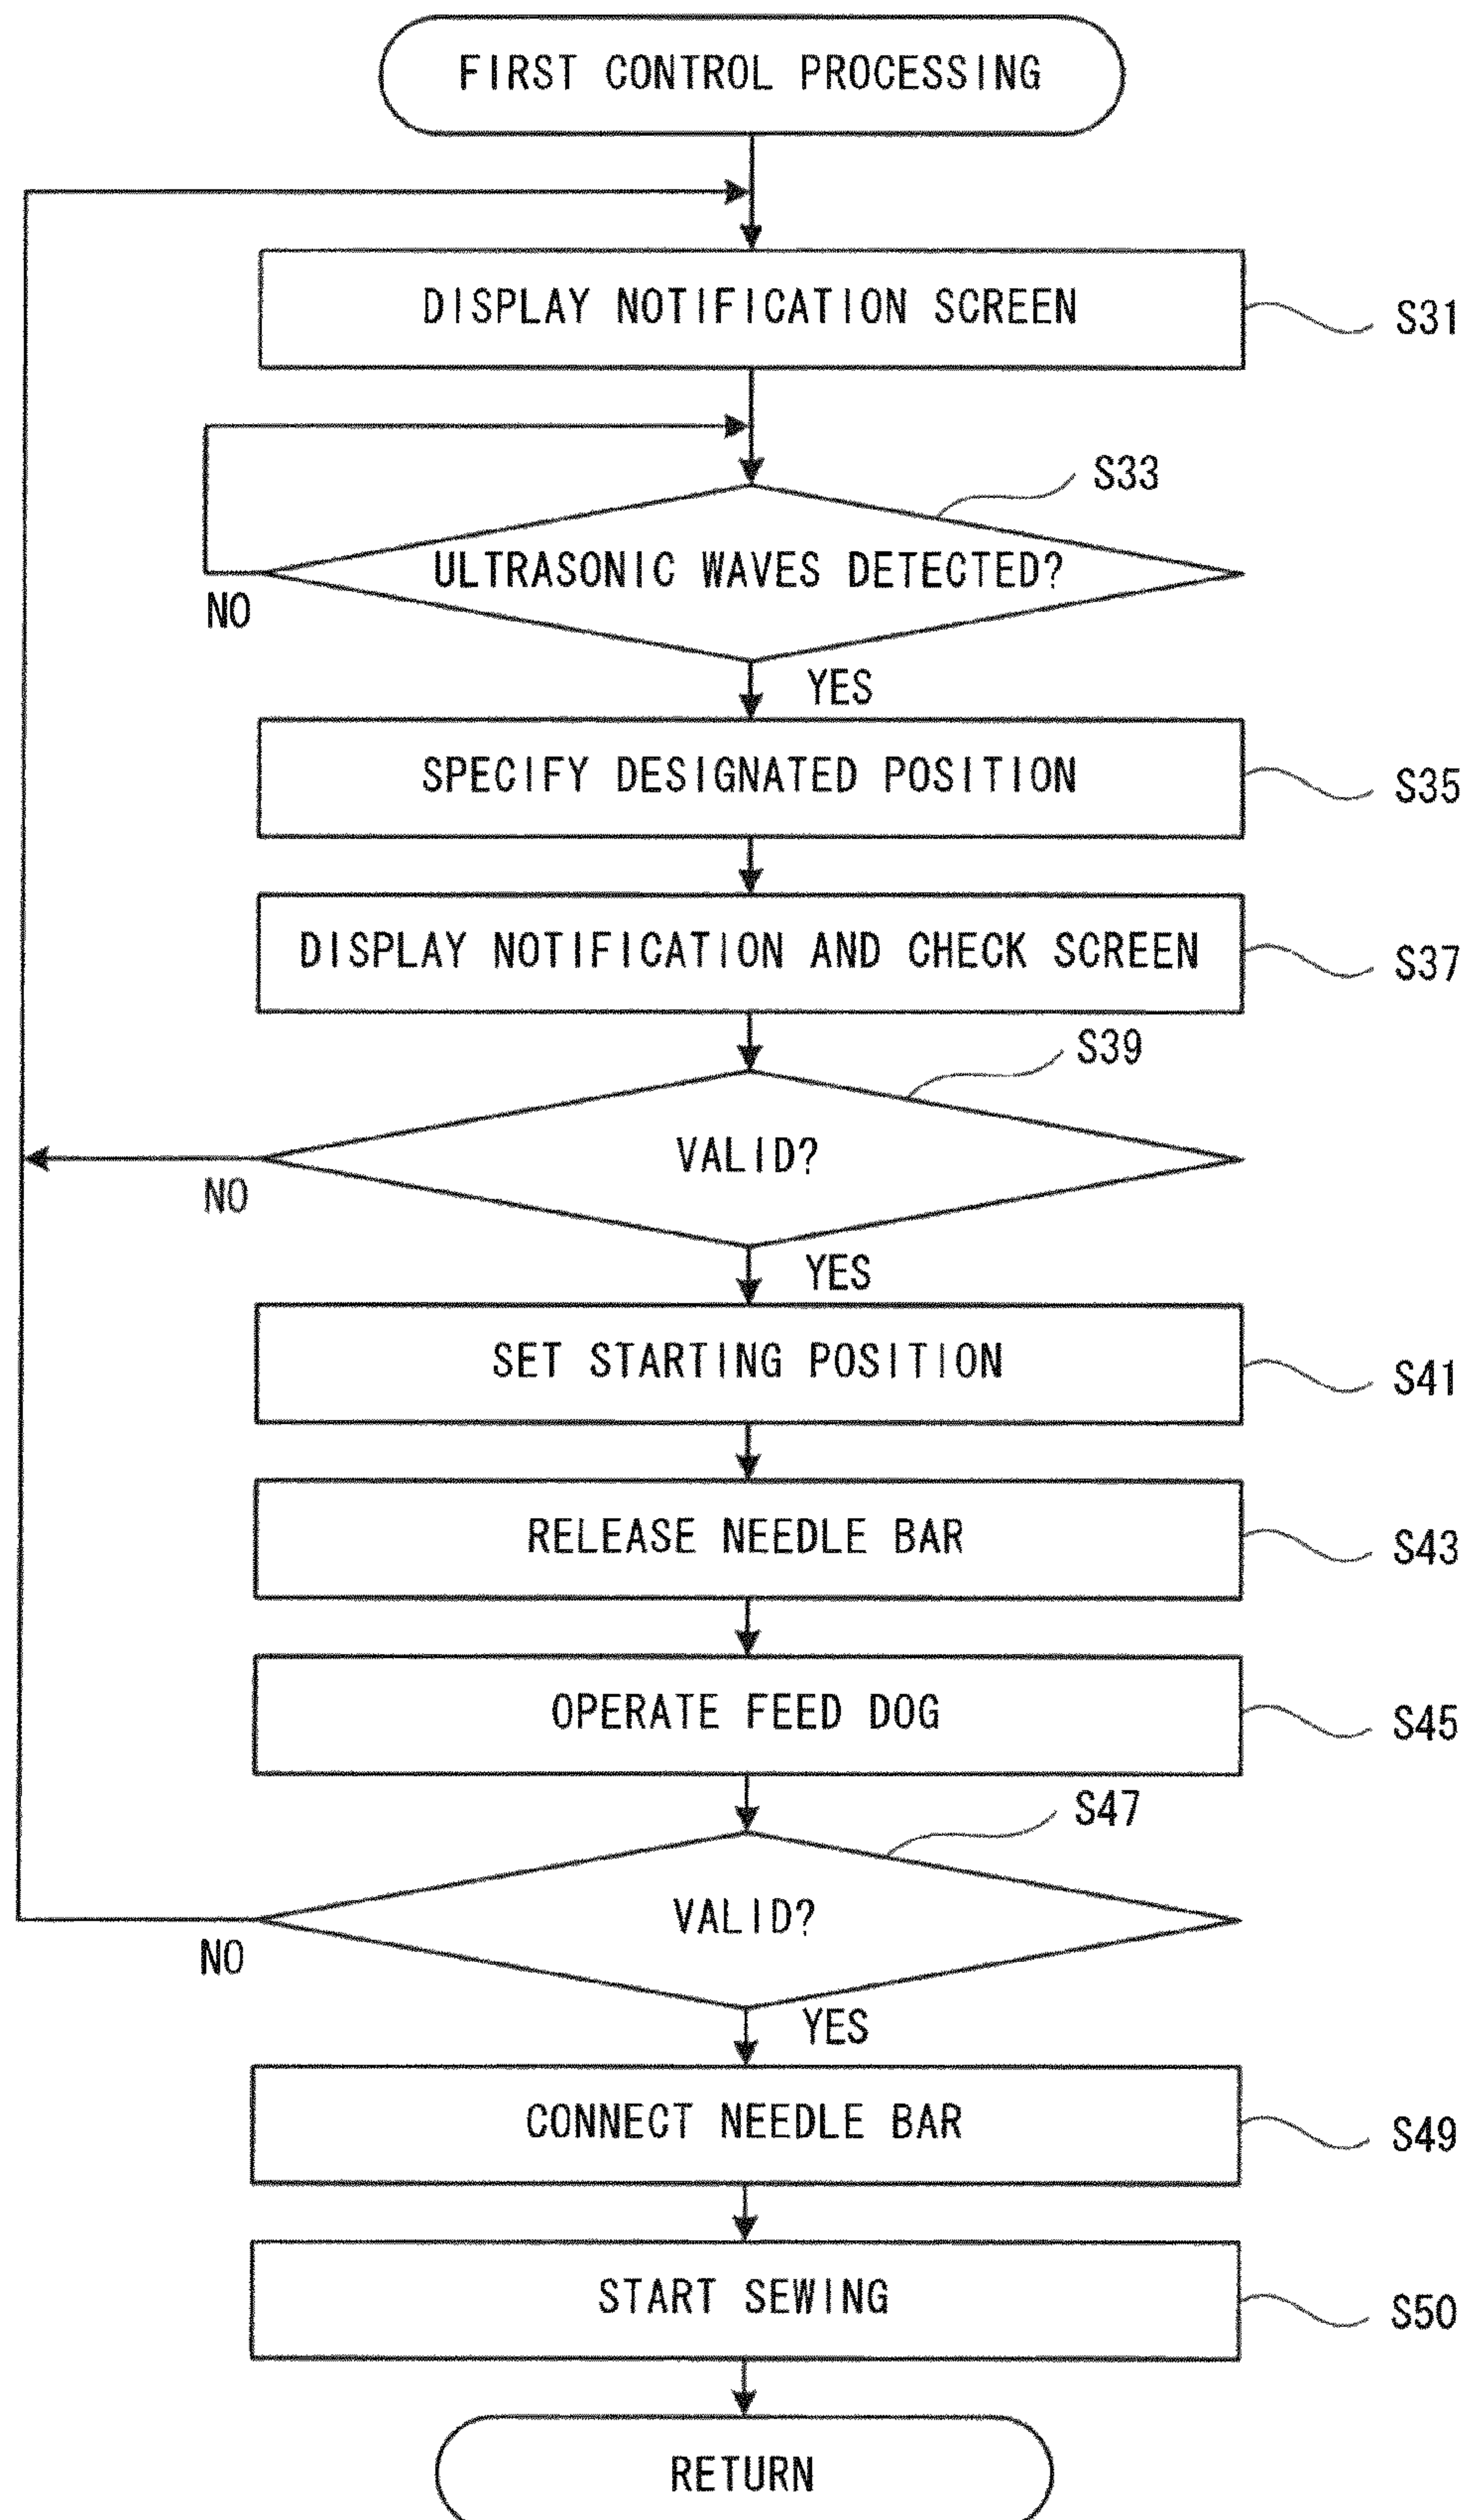 FIRST CONTROL PROCESSING
DISPLAY NOTIFICATION SCREEN
S31
S33
ULTRASONIC WAVES DETECTED?
NO
YES
SPECIFY DESIGNATED POSITION
S35
DISPLAY NOTIFICATION AND CHECK SCREEN
S37
S39
VALID?
NO
YES
SET STARTING POSITION
S41
RELEASE NEEDLE BAR
S43
OPERATE FEED DOG
S45
S47
VALID?
NO
YES
CONNECT NEEDLE BAR
S49
START SEWING
S50
RETURN